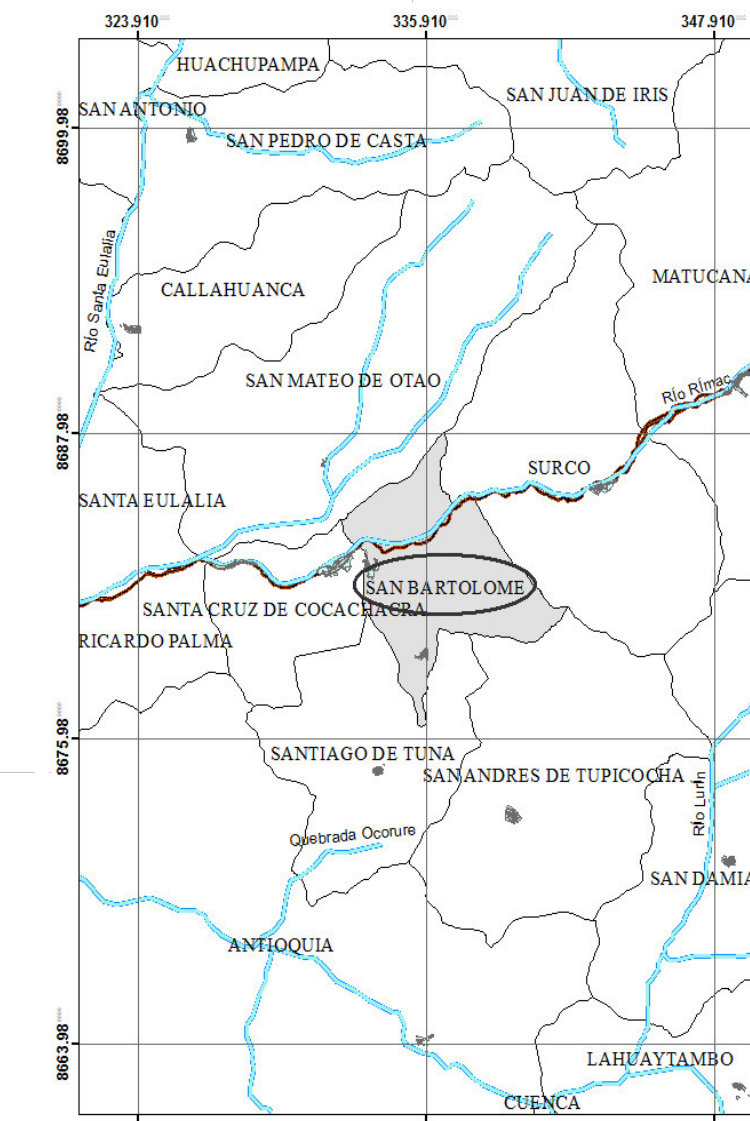 323.910
335.910
347.910
HUACHUPAMPA
SAN JUAN DE IRIS
SAN ANTONIO
8699.98
SAN PEDRO DE CASTA
Río Santa Eulalia
MATUCANA
CALLAHUANCA
SAN MATEO DE OTAO
Río Rímac
8687.98
SURCO
SANTA EULALIA
SAN BARTOLOME
SANTA CRUZ DE COCACHACRA
RICARDO PALMA
8675.98
SANTIAGO DE TUNA
SAN ANDRES DE TUPICOCHA
Río Lurín
Quebrada Ocorure
SAN DAMIA
ANTIOQUIA
8663.98
LAHUAYTAMBO
CUENCA